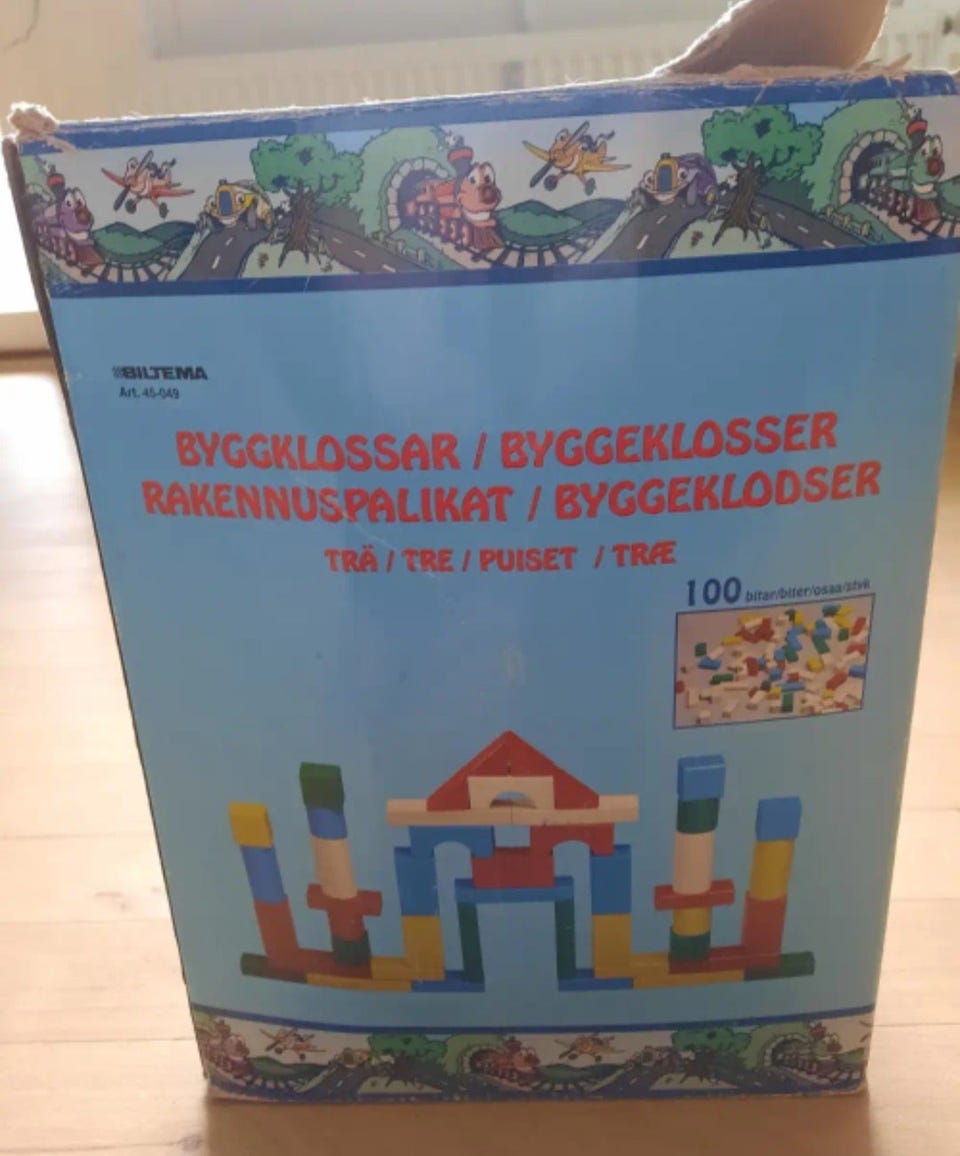 BILTEMA
Art. 45-049
BYGGKLOSSAR / BYGGEKLOSSER
RAKENNUSPALIKAT / BYGGEKLODSER
TRÄ / TRE / PUISET / TRÆ
100 bitar/biter/osaa/styk